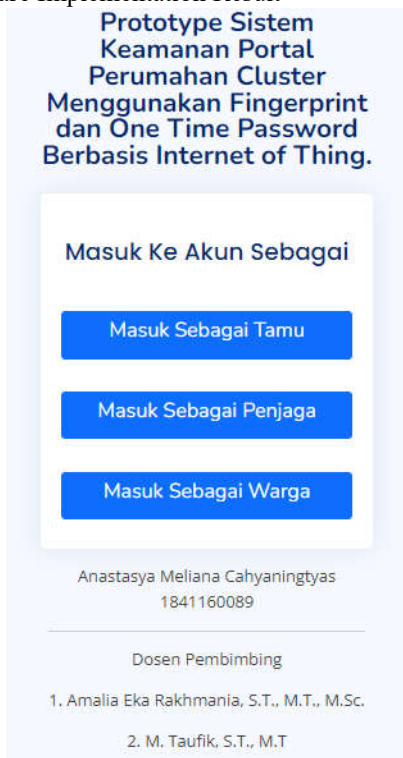 Prototype Sistem
Keamanan Portal
Perumahan Cluster
Menggunakan Fingerprint
dan One Time Password
Berbasis Internet of Thing.
Masuk Ke Akun Sebagai
Masuk Sebagai Tamu
Masuk Sebagai Penjaga
Masuk Sebagai Warga
Anastasya Meliana Cahyaningtyas
1841160089
Dosen Pembimbing
1. Amalia Eka Rakhmania, S.T., M.T., M.Sc.
2. M. Taufik, S.T., M.T